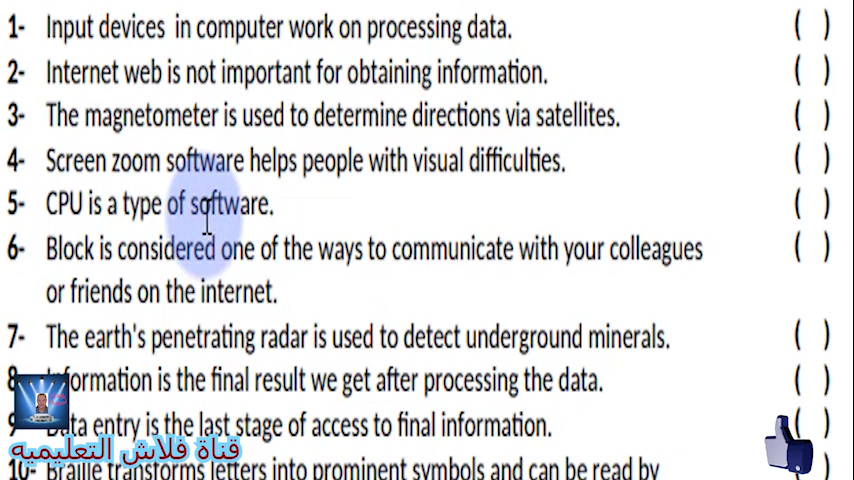 1- Input devices in computer work on processing data. ( )
2- Internet web is not important for obtaining information. ( )
3- The magnetometer is used to determine directions via satellites. ( )
4- Screen zoom software helps people with visual difficulties. ( )
5- CPU is a type of software. ( )
6- Block is considered one of the ways to communicate with your colleagues ( )
or friends on the internet.
7- The earth's penetrating radar is used to detect underground minerals. ( )
8- Information is the final result we get after processing the data. ( )
9- Data entry is the last stage of access to final information. ( )
قناة فلاش التعليميه
10- Braille transforms letters into prominent symbols and can be read by ( )